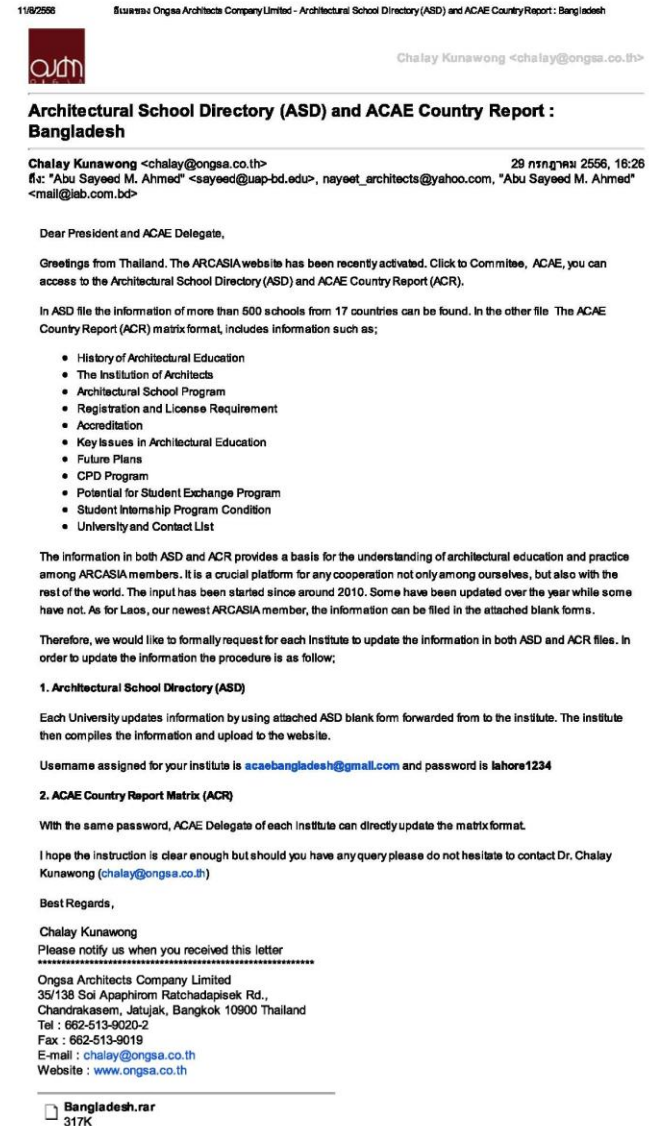 11/8/2556 อีเมลของ Ongsa Architects Company Limited - Architectural School Directory (ASD) and ACAE Country Report : Bangladesh
Chalay Kunawong <chalay@ongsa.co.th>
Architectural School Directory (ASD) and ACAE Country Report :
Bangladesh
Chalay Kunawong <chalay@ongsa.co.th> 29 กรกฎาคม 2556, 16:26
ถึง: "Abu Sayeed M. Ahmed" <sayeed@uap-bd.edu>, nayeet_architects@yahoo.com, "Abu Sayeed M. Ahmed"
<mail@iab.com.bd>
Dear President and ACAE Delegate,
Greetings from Thailand. The ARCASIA website has been recently activated. Click to Commitee, ACAE, you can
access to the Architectural School Directory (ASD) and ACAE Country Report (ACR).
In ASD file the information of more than 500 schools from 17 countries can be found. In the other file The ACAE
Country Report (ACR) matrix format, includes information such as;
• History of Architectural Education
• The Institution of Architects
• Architectural School Program
• Registration and License Requirement
• Accreditation
• Key Issues in Architectural Education
• Future Plans
• CPD Program
• Potential for Student Exchange Program
• Student Internship Program Condition
• University and Contact List
The information in both ASD and ACR provides a basis for the understanding of architectural education and practice
among ARCASIA members. It is a crucial platform for any cooperation not only among ourselves, but also with the
rest of the world. The input has been started since around 2010. Some have been updated over the year while some
have not. As for Laos, our newest ARCASIA member, the information can be filed in the attached blank forms.
Therefore, we would like to formally request for each Institute to update the information in both ASD and ACR files. In
order to update the information the procedure is as follow;
1. Architectural School Directory (ASD)
Each University updates information by using attached ASD blank form forwarded from to the institute. The institute
then compiles the information and upload to the website.
Username assigned for your institute is acaebangladesh@gmail.com and password is lahore1234
2. ACAE Country Report Matrix (ACR)
With the same password, ACAE Delegate of each institute can directly update the matrix format.
I hope the instruction is clear enough but should you have any query please do not hesitate to contact Dr. Chalay
Kunawong (chalay@ongsa.co.th)
Best Regards,
Chalay Kunawong
Please notify us when you received this letter
************************************************************
Ongsa Architects Company Limited
35/138 Soi Apaphirom Ratchadapisek Rd.,
Chandrakasem, Jatujak, Bangkok 10900 Thailand
Tel : 662-513-9020-2
Fax : 662-513-9019
E-mail : chalay@ongsa.co.th
Website : www.ongsa.co.th
Bangladesh.rar
317K